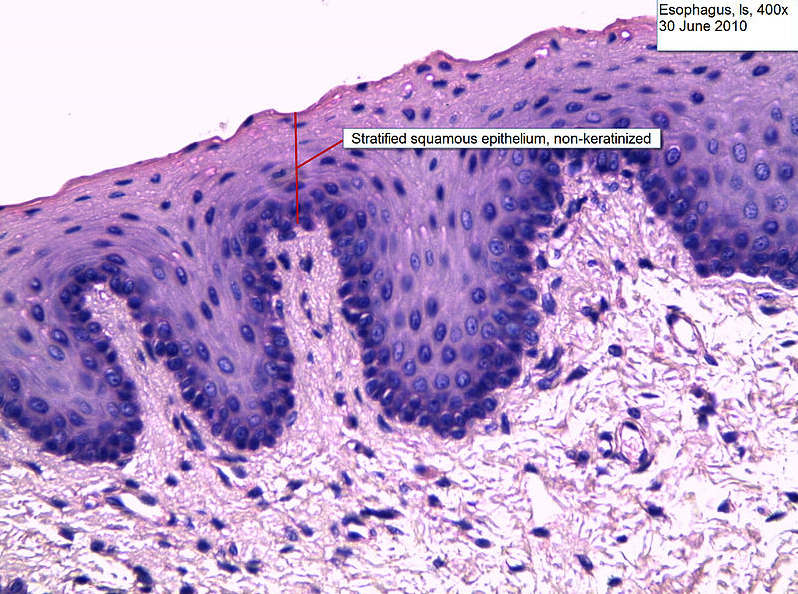 Esophagus, ls, 400x
30 June 2010
Stratified squamous epithelium, non-keratinized